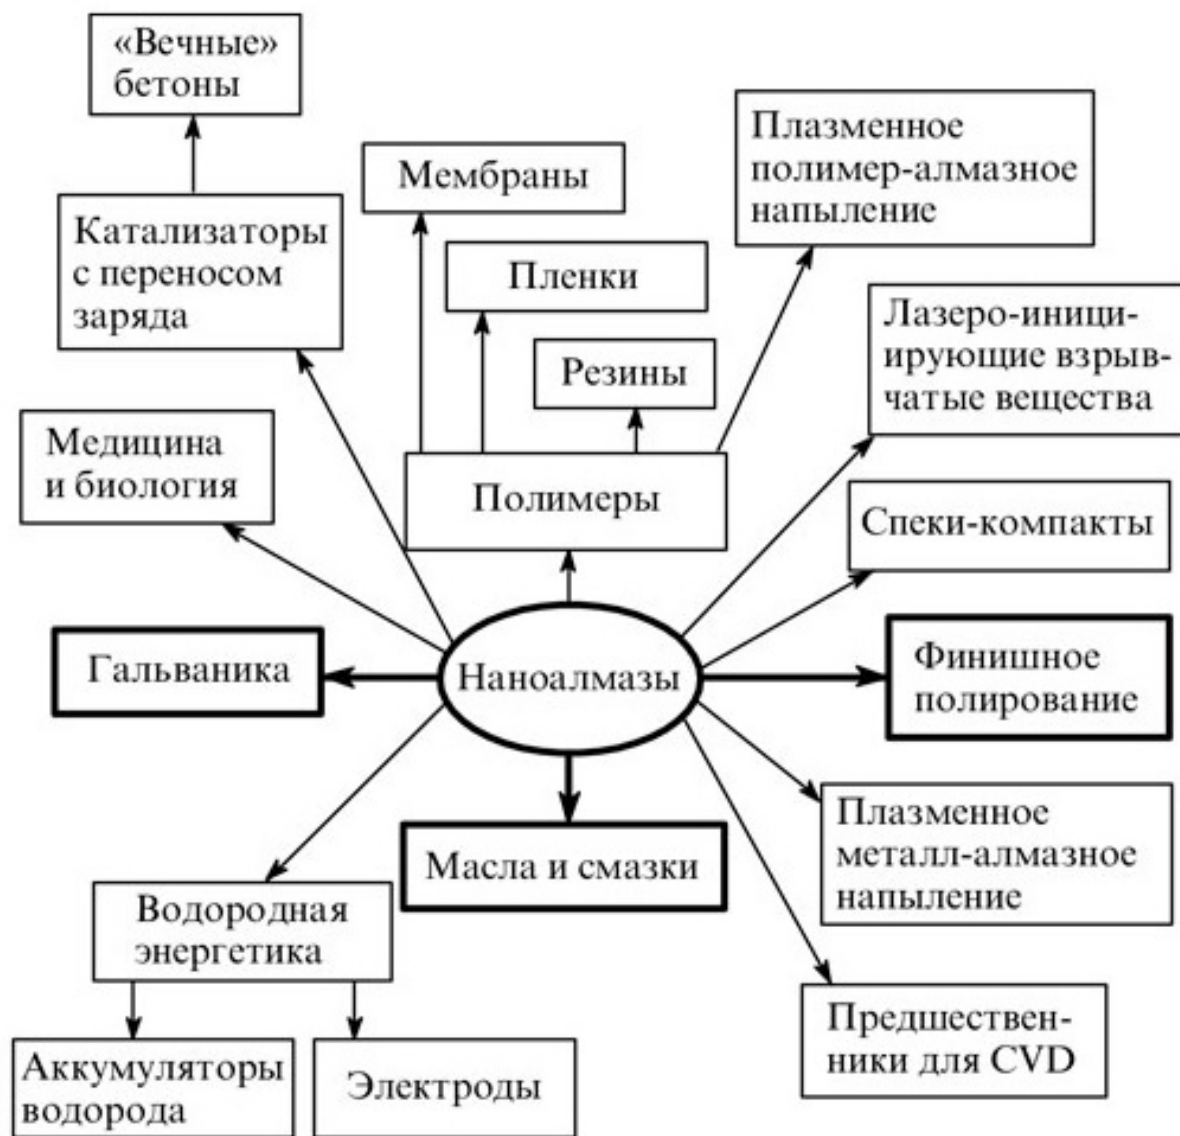 «Вечные»
бетоны
Мембраны
Плазменное
полимер-алмазное
напыление
Катализаторы
с переносом
заряда
Пленки
Лазеро-иници-
ирующие взрыв-
чатые вещества
Резины
Медицина
и биология
Полимеры
Спеки-компакты
Гальваника
Наноалмазы
Финишное
полирование
Масла и смазки
Плазменное
металл-алмазное
напыление
Водородная
энергетика
Предшествен-
ники для CVD
Аккумуляторы
водорода
Электроды